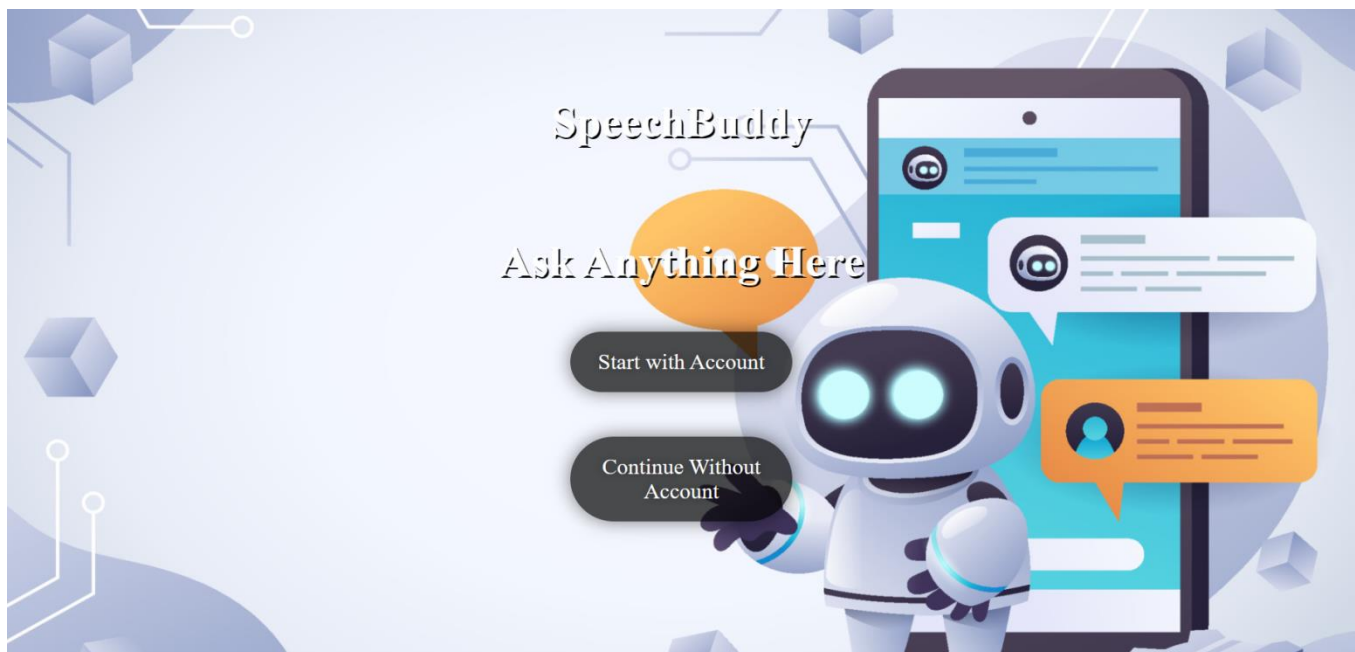 SpeechBuddy
Ask Anything Here
Start with Account
Continue Without
Account